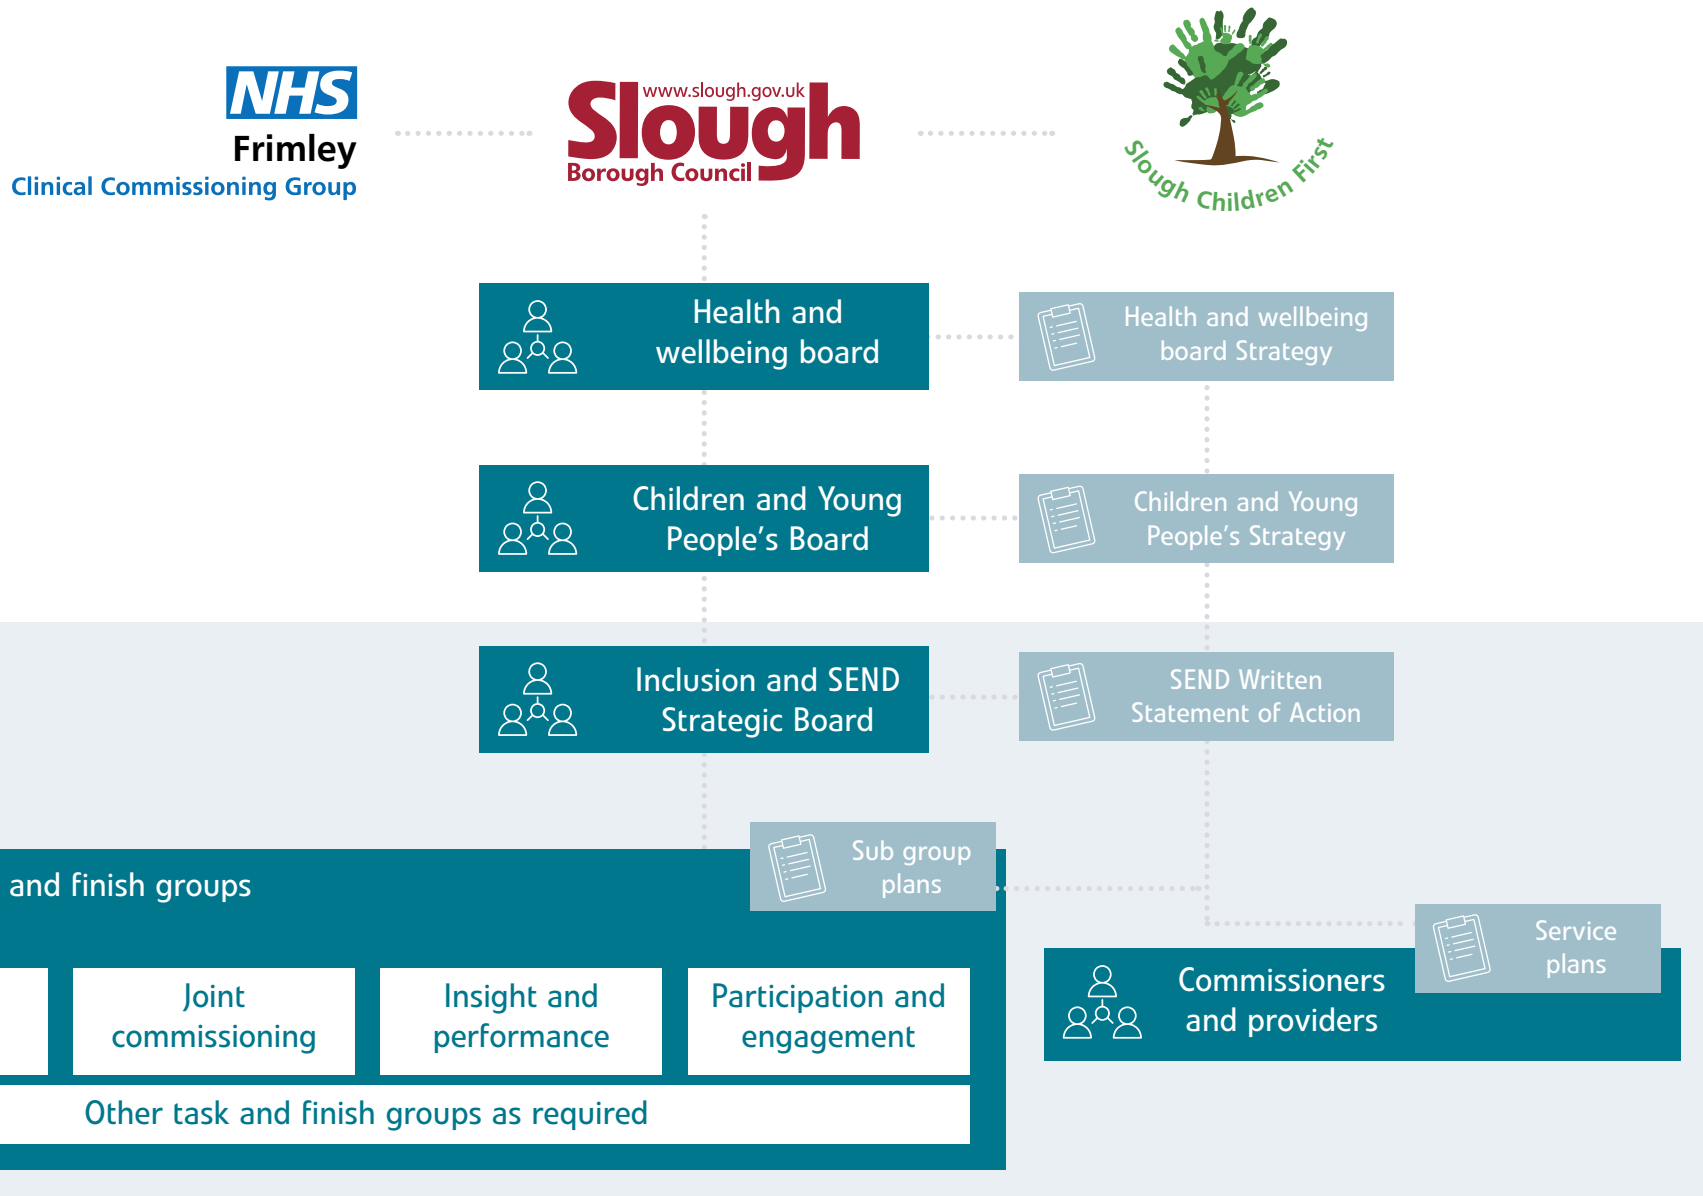 NHS
Frimley
Clinical Commissioning Group
www.slough.gov.uk
Slough
Borough Council
Slough Children First
Health and
wellbeing board
Health and wellbeing
board Strategy
Children and Young
People's Board
Children and Young
People's Strategy
Inclusion and SEND
Strategic Board
SEND Written
Statement of Action
Sub group
plans
and finish groups
Service
plans
Joint
commissioning
Insight and
performance
Participation and
engagement
Commissioners
and providers
Other task and finish groups as required